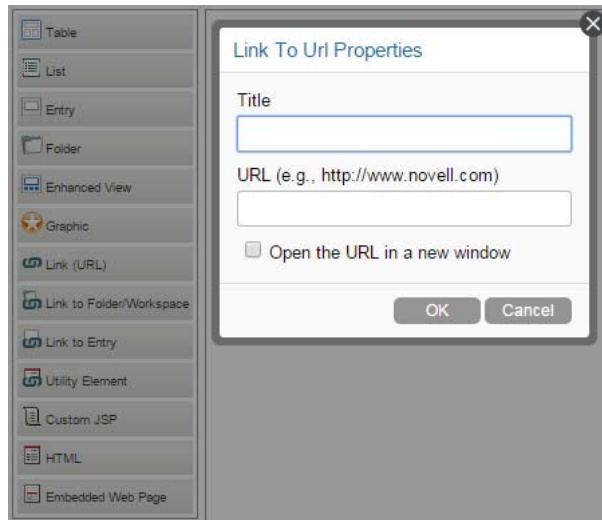 Table
List
Entry
Folder
Enhanced View
Graphic
Link (URL)
Link to Folder/Workspace
Link to Entry
Utility Element
Custom JSP
HTML
Embedded Web Page
Link To Url Properties
Title
URL (e.g., http://www.novell.com)
Open the URL in a new window
OK Cancel